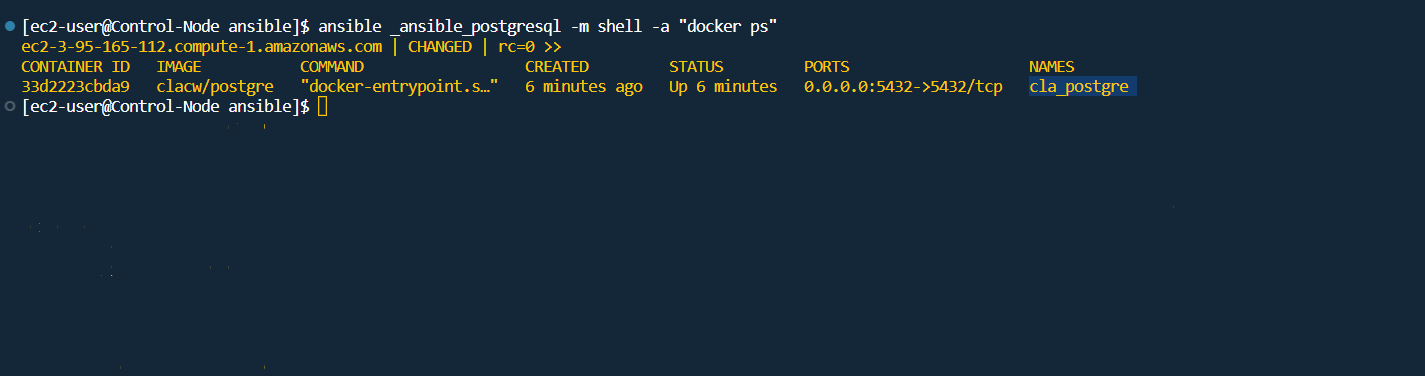 [ec2-user@Control-Node ansible]$ ansible _ansible_postgresql -m shell -a "docker ps"
ec2-3-95-165-112.compute-1.amazonaws.com | CHANGED | rc=0 >>
CONTAINER ID   IMAGE           COMMAND                  CREATED         STATUS         PORTS                    NAMES
33d2223cbda9   clacw/postgre   "docker-entrypoint.s…"   6 minutes ago   Up 6 minutes   0.0.0.0:5432->5432/tcp   cla_postgre
[ec2-user@Control-Node ansible]$